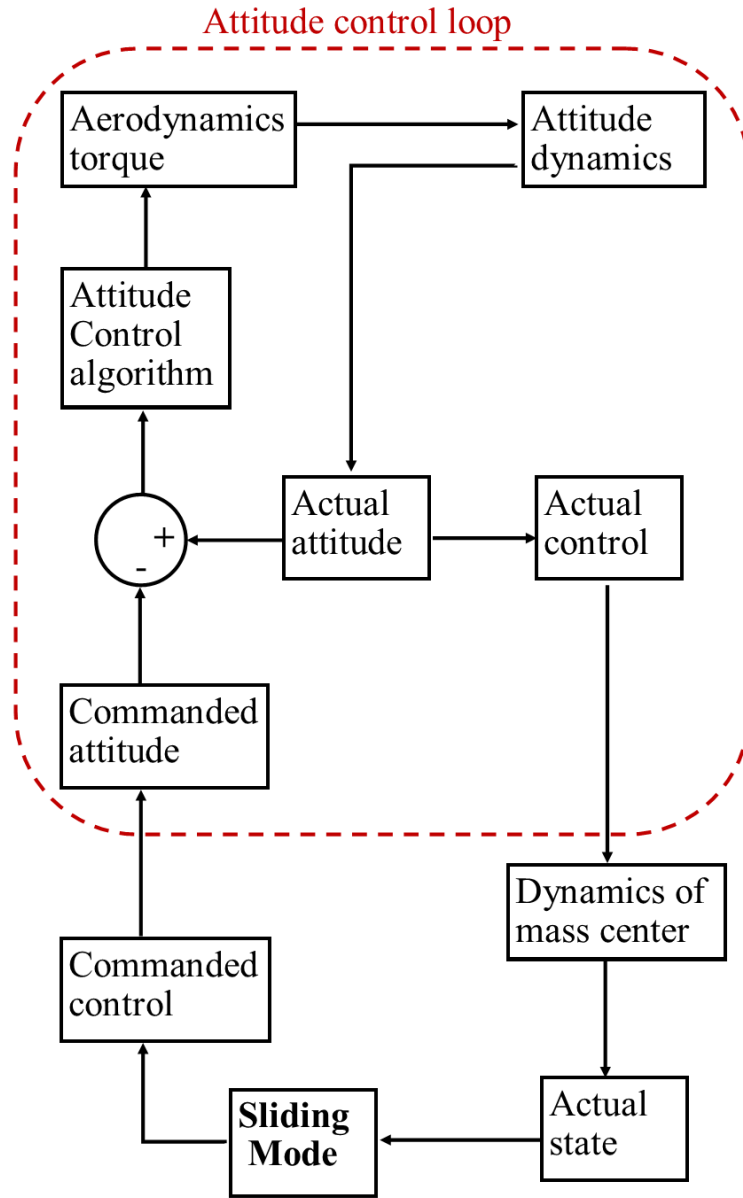 Attitude control loop
Aerodynamics
torque
Attitude
dynamics
Attitude
Control
algorithm
Actual
attitude
Actual
control
+
-
Commanded
attitude
Dynamics of
mass center
Commanded
control
Sliding
Mode
Actual
state